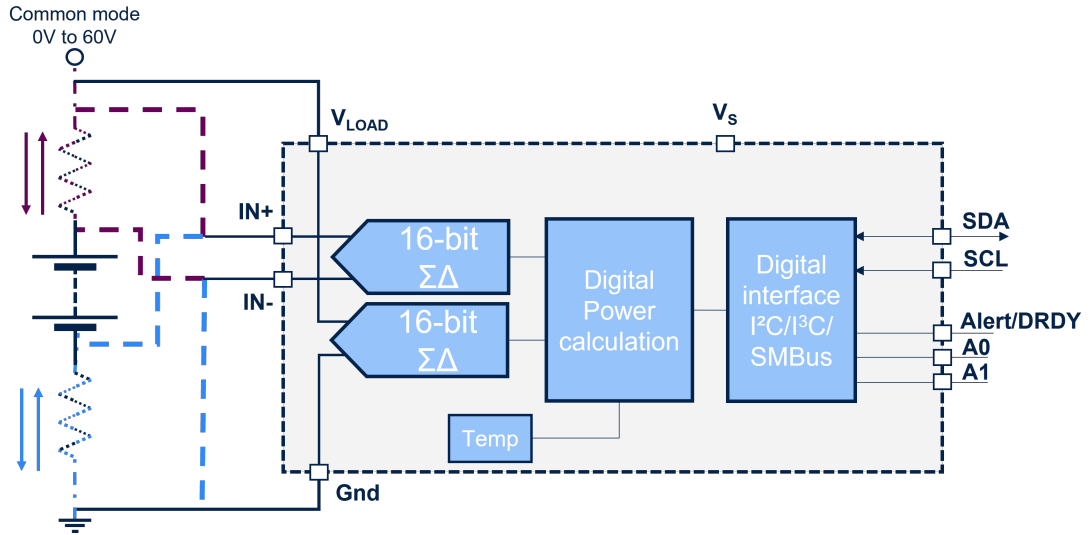 Common mode
0V to 60V
VLOAD
VS
IN+
IN-
16-bit
ΣΔ
16-bit
ΣΔ
Digital
Power
calculation
Digital
interface
I²C/I³C/
SMBus
Temp
SDA
SCL
Alert/DRDY
A0
A1
Gnd